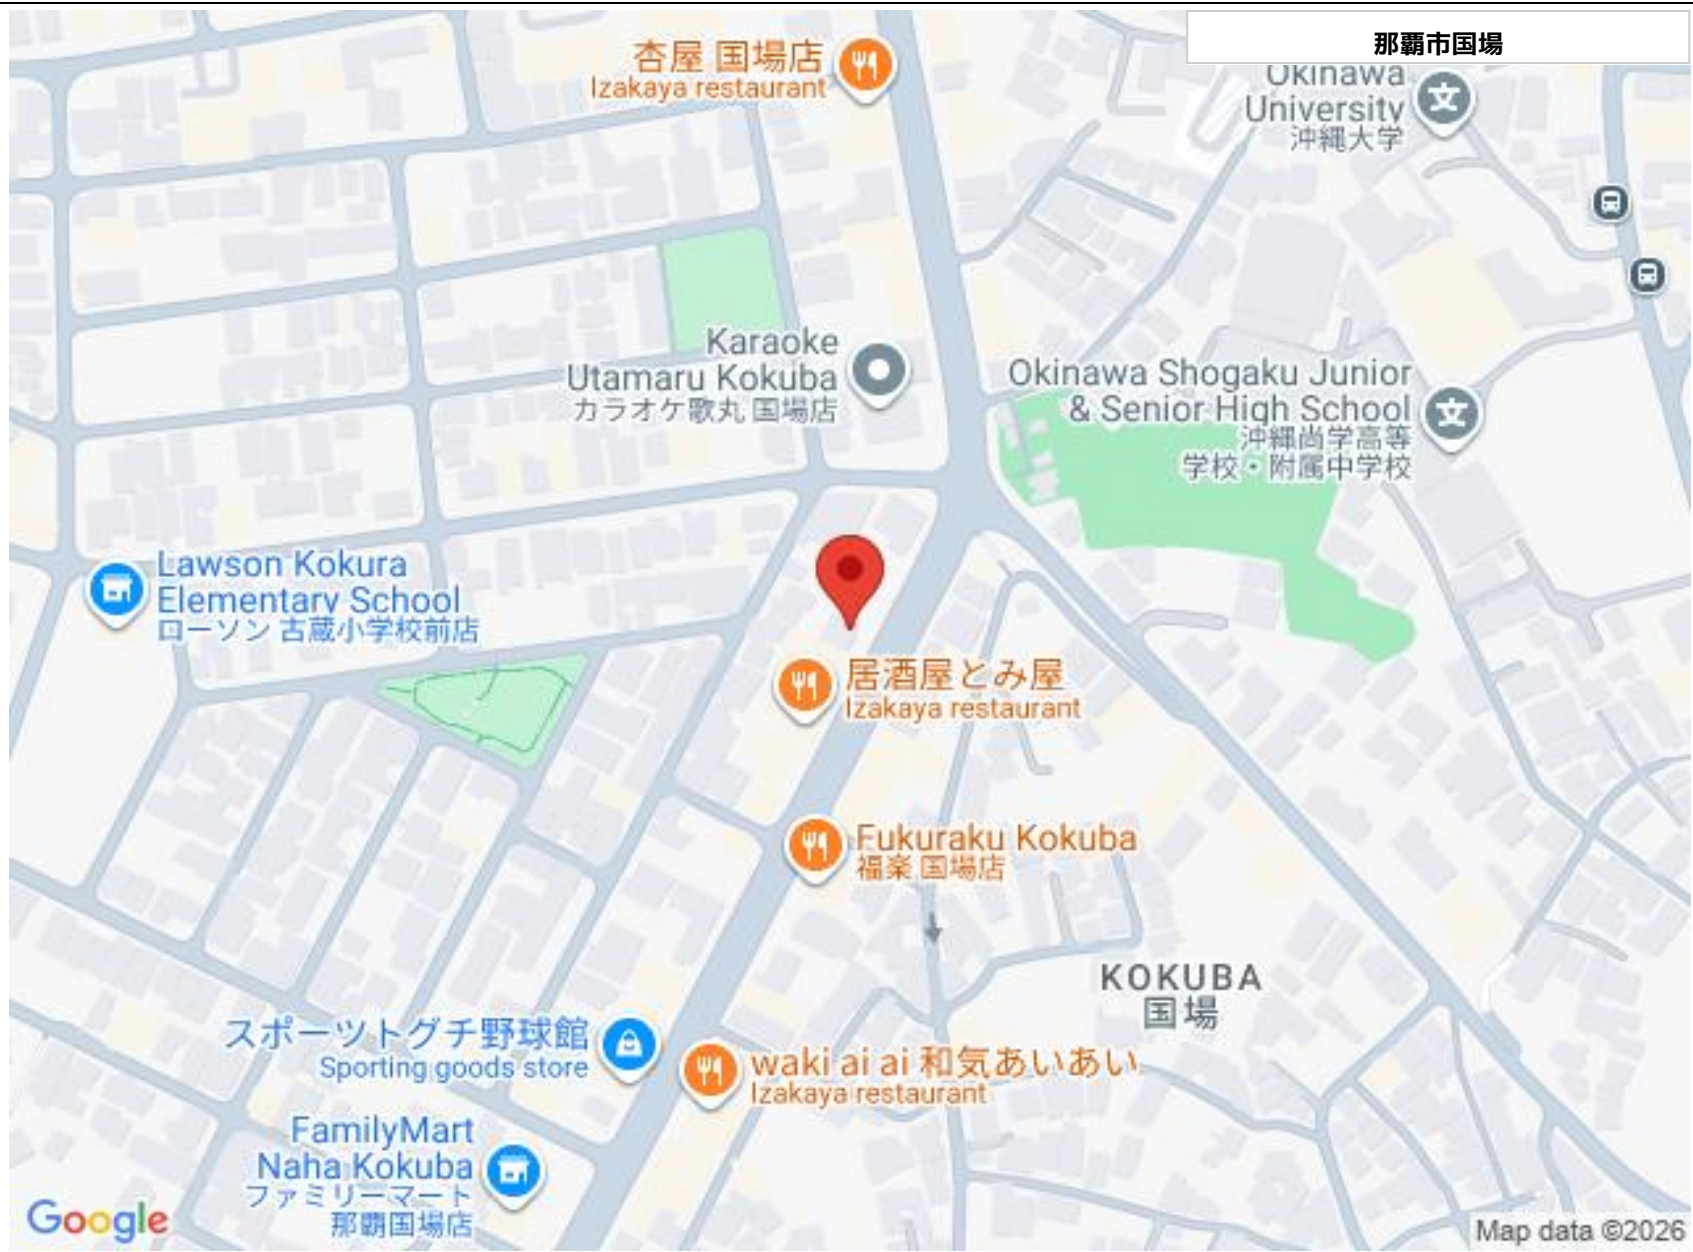 那覇市国場
杏屋 国場店
Izakaya restaurant
Okinawa
University
沖縄大学
Karaoke
Utamaru Kokuba
カラオケ歌丸 国場店
Okinawa Shogaku Junior
& Senior High School
沖縄尚学高等
学校・附属中学校
Lawson Kokura
Elementary School
ローソン 古蔵小学校前店
居酒屋とみ屋
Izakaya restaurant
Fukuraku Kokuba
福楽 国場店
KOKUBA
国場
スポーツトグチ野球館
Sporting goods store
waki ai ai 和気あいあい
Izakaya restaurant
FamilyMart
Naha Kokuba
ファミリーマート
那覇国場店
Google
Map data ©2026